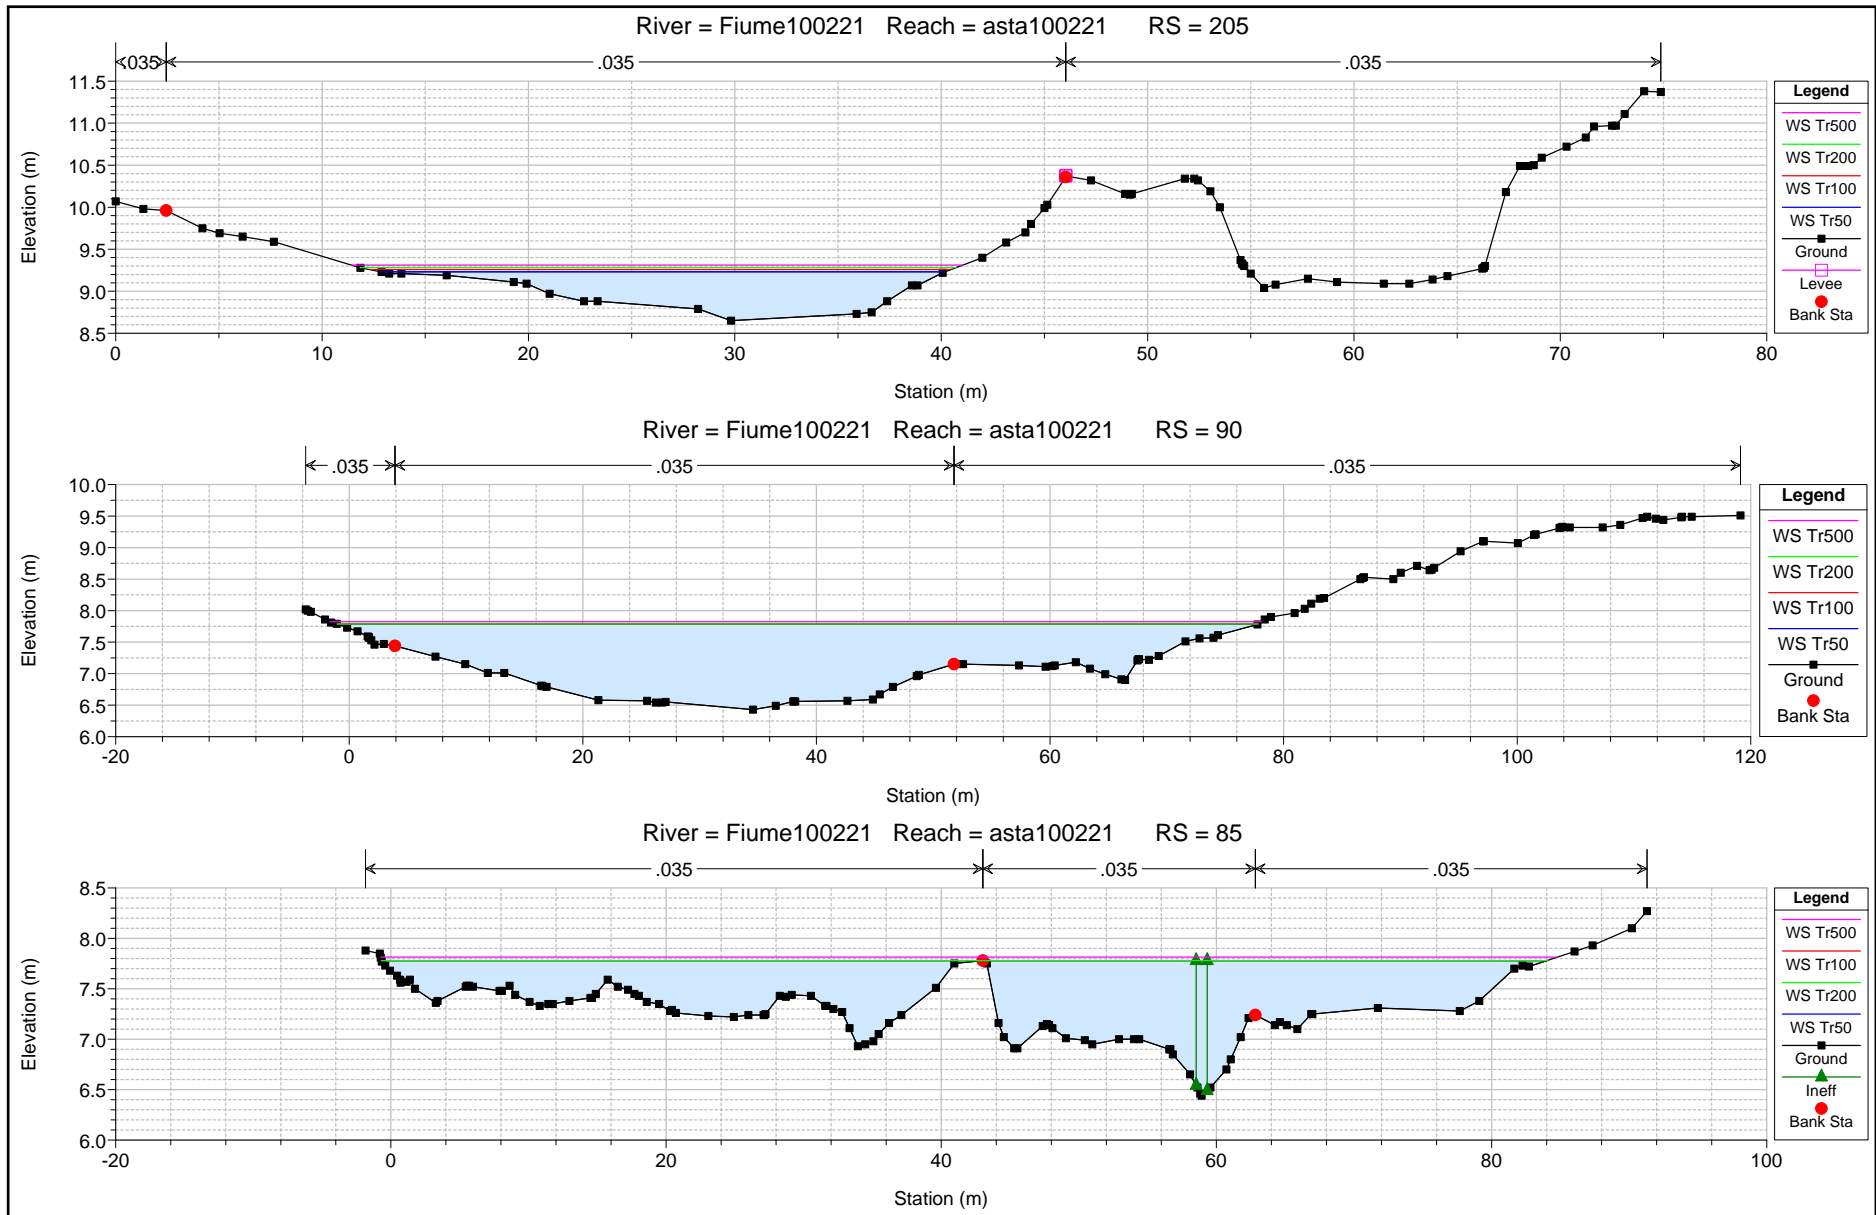 River = Fiume100221 Reach = asta100221 RS = 205
.035 .035 .035
Elevation (m)
11.5
11.0
10.5
10.0
9.5
9.0
8.5
0 10 20 30 40 50 60 70 80
Station (m)
Legend
WS Tr500
WS Tr200
WS Tr100
WS Tr50
Ground
Levee
Bank Sta
River = Fiume100221 Reach = asta100221 RS = 90
.035 .035 .035
Elevation (m)
10.0
9.5
9.0
8.5
8.0
7.5
7.0
6.5
6.0
-20 0 20 40 60 80 100 120
Station (m)
Legend
WS Tr500
WS Tr200
WS Tr100
WS Tr50
Ground
Bank Sta
River = Fiume100221 Reach = asta100221 RS = 85
.035 .035 .035
Elevation (m)
8.5
8.0
7.5
7.0
6.5
6.0
-20 0 20 40 60 80 100
Station (m)
Legend
WS Tr500
WS Tr100
WS Tr200
WS Tr50
Ground
Ineff
Bank Sta